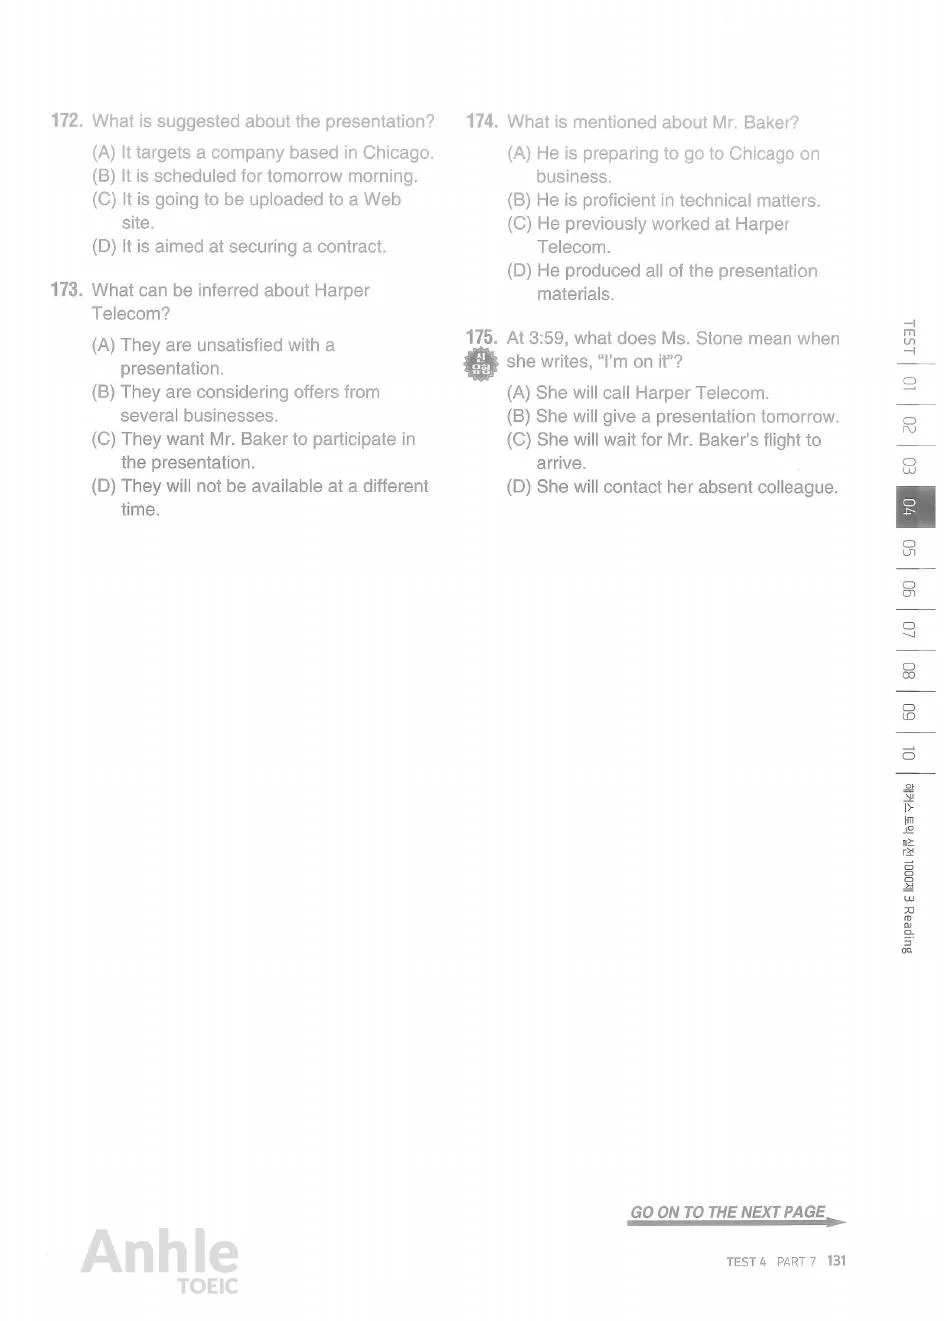 172. What is suggested about the presentation?
(A) It targets a company based in Chicago.
(B) It is scheduled for tomorrow morning.
(C) It is going to be uploaded to a Web
site.
(D) It is aimed at securing a contract.
173. What can be inferred about Harper
Telecom?
(A) They are unsatisfied with a
presentation.
(B) They are considering offers from
several businesses.
(C) They want Mr. Baker to participate in
the presentation.
(D) They will not be available at a different
time.
174. What is mentioned about Mr. Baker?
(A) He is preparing to go to Chicago on
business.
(B) He is proficient in technical matters.
(C) He previously worked at Harper
Telecom.
(D) He produced all of the presentation
materials.
175. At 3:59, what does Ms. Stone mean when
신
유형
she writes, “I’m on it”?
(A) She will call Harper Telecom.
(B) She will give a presentation tomorrow.
(C) She will wait for Mr. Baker’s flight to
arrive.
(D) She will contact her absent colleague.
TEST 01 02 03 04 05 06 07 08 09 10
해커스 토익 실전 1000제 3 Reading
GO ON TO THE NEXT PAGE
TEST 4 PART 7 131
Anhle
TOEIC